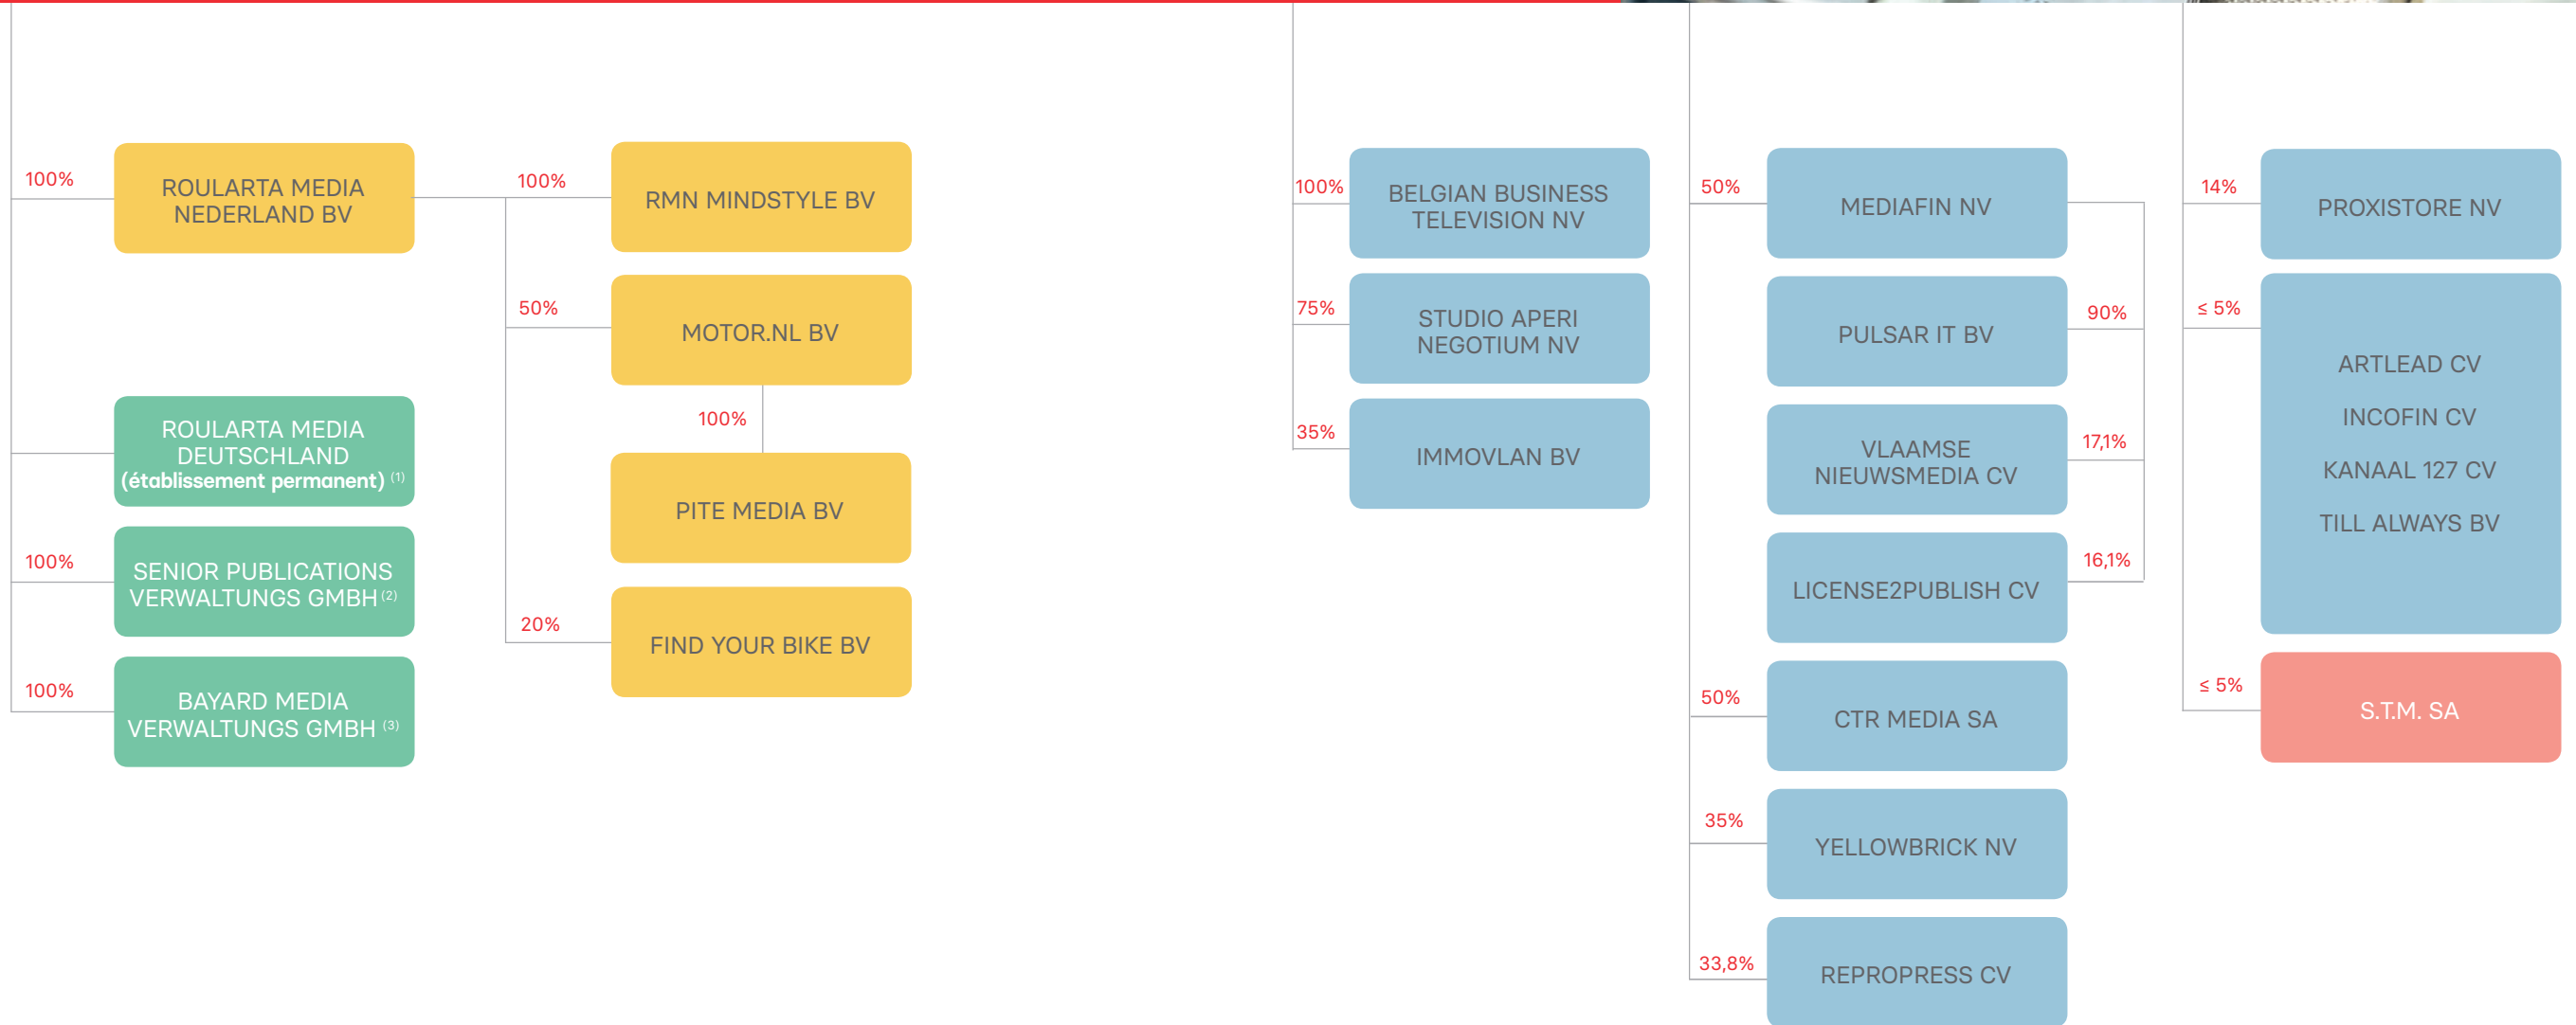 100%
ROULARTA MEDIA
NEDERLAND BV
100%
RMN MINDSTYLE BV
50%
MOTOR.NL BV
100%
PITE MEDIA BV
20%
FIND YOUR BIKE BV
ROULARTA MEDIA
DEUTSCHLAND
(établissement permanent) (1)
100%
SENIOR PUBLICATIONS
VERWALTUNGS GMBH (2)
100%
BAYARD MEDIA
VERWALTUNGS GMBH (3)
100%
BELGIAN BUSINESS
TELEVISION NV
75%
STUDIO APERI
NEGOTIUM NV
35%
IMMOVLAN BV
50%
MEDIAFIN NV
PULSAR IT BV
90%
VLAAMSE
NIEUWSMEDIA CV
17,1%
LICENSE2PUBLISH CV
16,1%
50%
CTR MEDIA SA
35%
YELLOWBRICK NV
33,8%
REPROPRESS CV
14%
PROXISTORE NV
≤ 5%
ARTLEAD CV
INCOFIN CV
KANAAL 127 CV
TILL ALWAYS BV
≤ 5%
S.T.M. SA